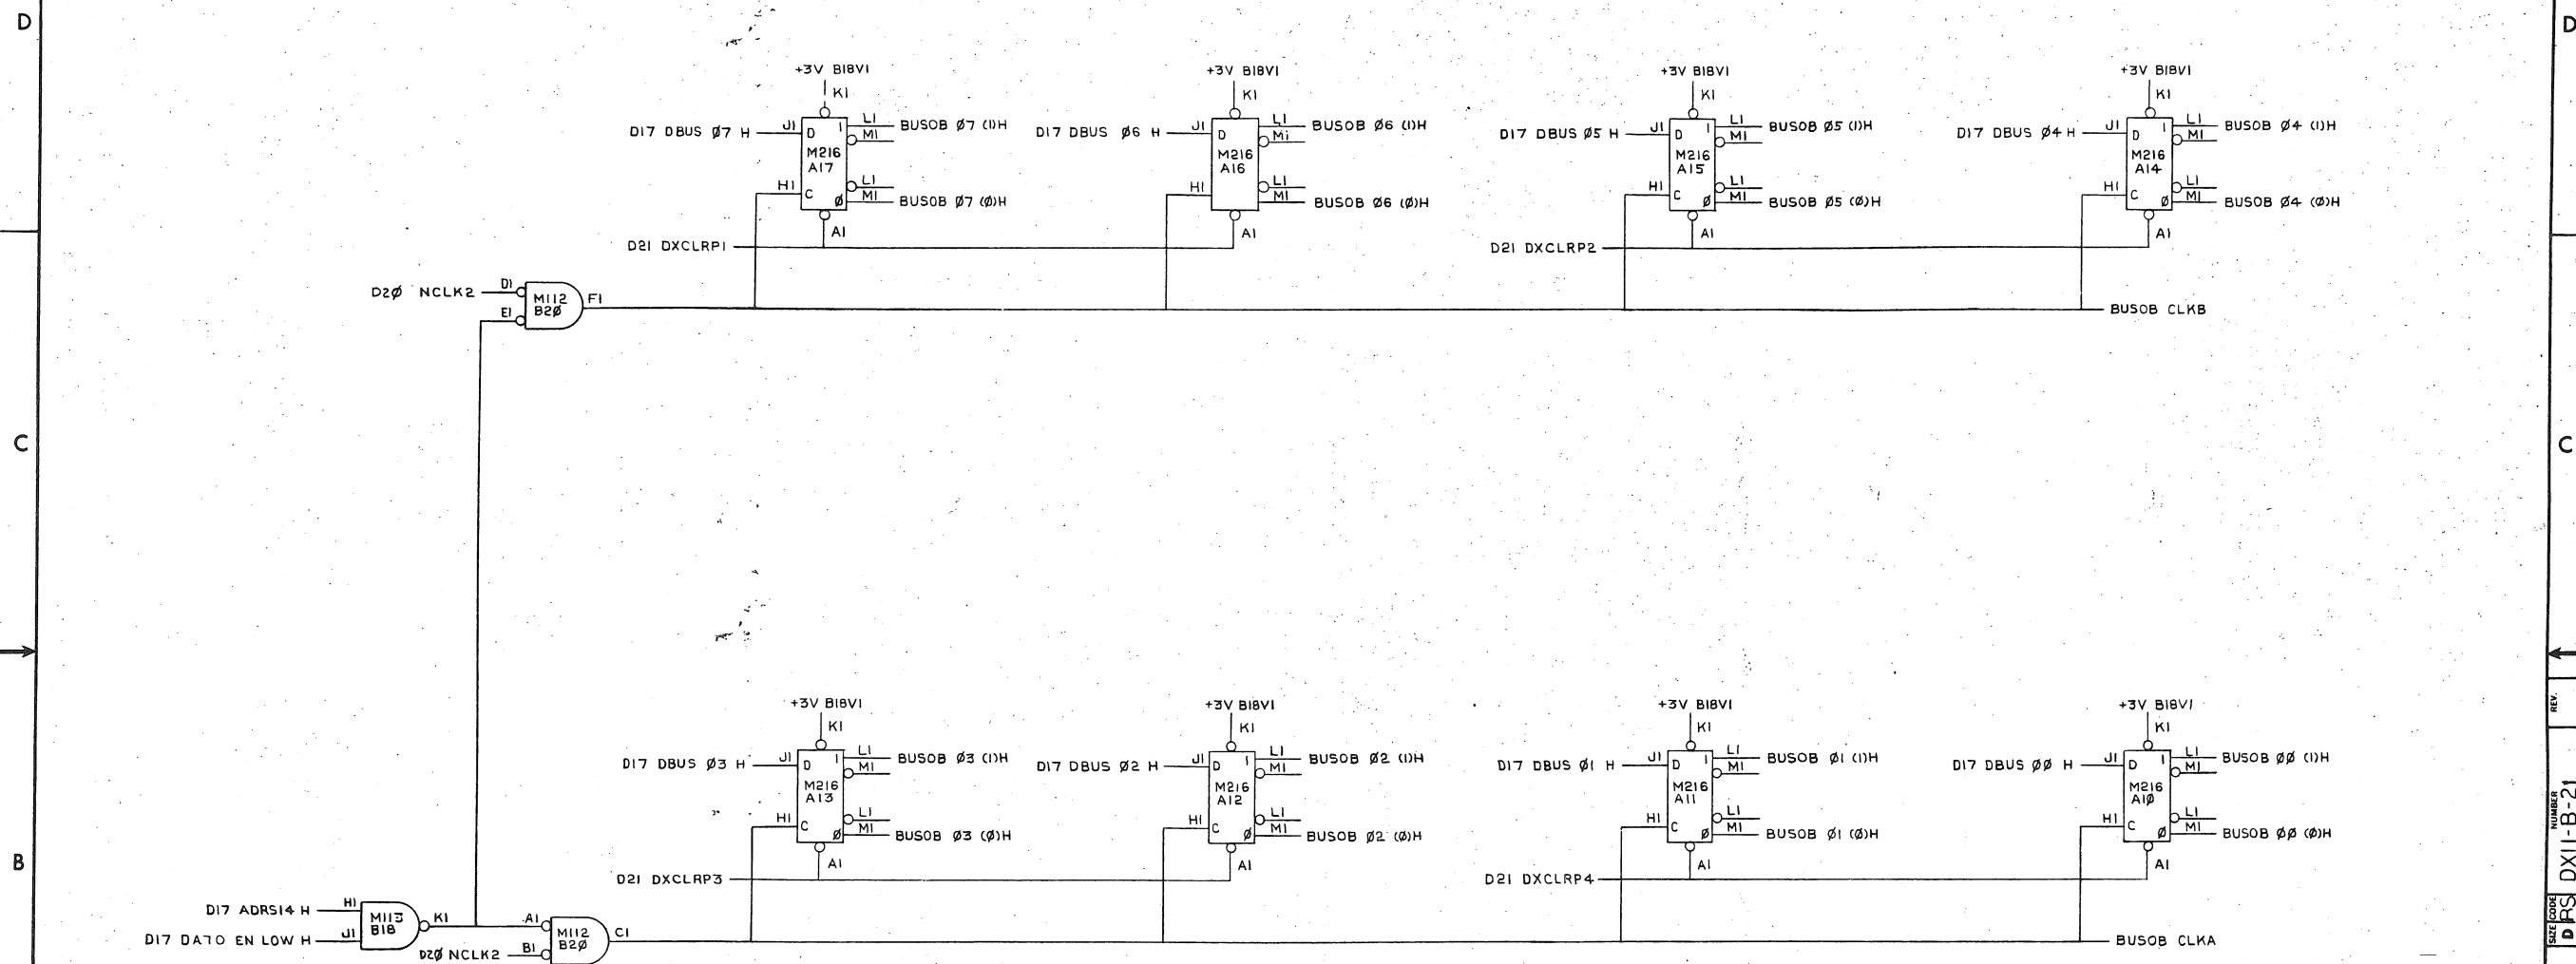 D D
+3V B18V1 +3V B18V1 +3V B18V1 +3V B18V1
K1 K1 K1 K1
D17 DBUS Ø7 H J1 D 1 L1 BUSOB Ø7 (1)H D17 DBUS Ø6 H J1 D L1 BUSOB Ø6 (1)H D17 DBUS Ø5 H J1 D 1 L1 BUSOB Ø5 (1)H D17 DBUS Ø4 H J1 D 1 L1 BUSOB Ø4 (1)H
M1 M1 M1 M1
M216 M216 M216 M216
A17 A16 A15 A14
L1 L1 L1 L1
H1 C Ø M1 BUSOB Ø7 (Ø)H H1 M1 BUSOB Ø6 (Ø)H H1 C Ø M1 BUSOB Ø5 (Ø)H H1 C Ø M1 BUSOB Ø4 (Ø)H
A1 A1 A1 A1
D21 DXCLRP1 D21 DXCLRP2
D2Ø NCLK2 D1 M112 F1
E1 B2Ø BUSOB CLKB
C C
+3V B18V1 +3V B18V1 +3V B18V1 +3V B18V1
K1 K1 K1 K1
D17 DBUS Ø3 H J1 D 1 L1 BUSOB Ø3 (1)H D17 DBUS Ø2 H J1 D 1 L1 BUSOB Ø2 (1)H D17 DBUS Ø1 H J1 D 1 L1 BUSOB Ø1 (1)H D17 DBUS ØØ H J1 D 1 L1 BUSOB ØØ (1)H
M1 M1 M1 M1
M216 M216 M216 M216
A13 A12 A11 A1Ø
L1 L1 L1 L1
H1 C Ø M1 BUSOB Ø3 (Ø)H H1 C Ø M1 BUSOB Ø2 (Ø)H H1 C Ø M1 BUSOB Ø1 (Ø)H H1 C Ø M1 BUSOB ØØ (Ø)H
B A1 A1 A1 A1
D21 DXCLRP3 D21 DXCLRP4
D17 ADRS14 H H1 M113 K1 A1 M112 C1
D17 DATO EN LOW H J1 B18 B2Ø BUSOB CLKA
D2Ø NCLK2 B1
REV.
NUMBER
DX11-B-21
CODE
RS
SIZE
D